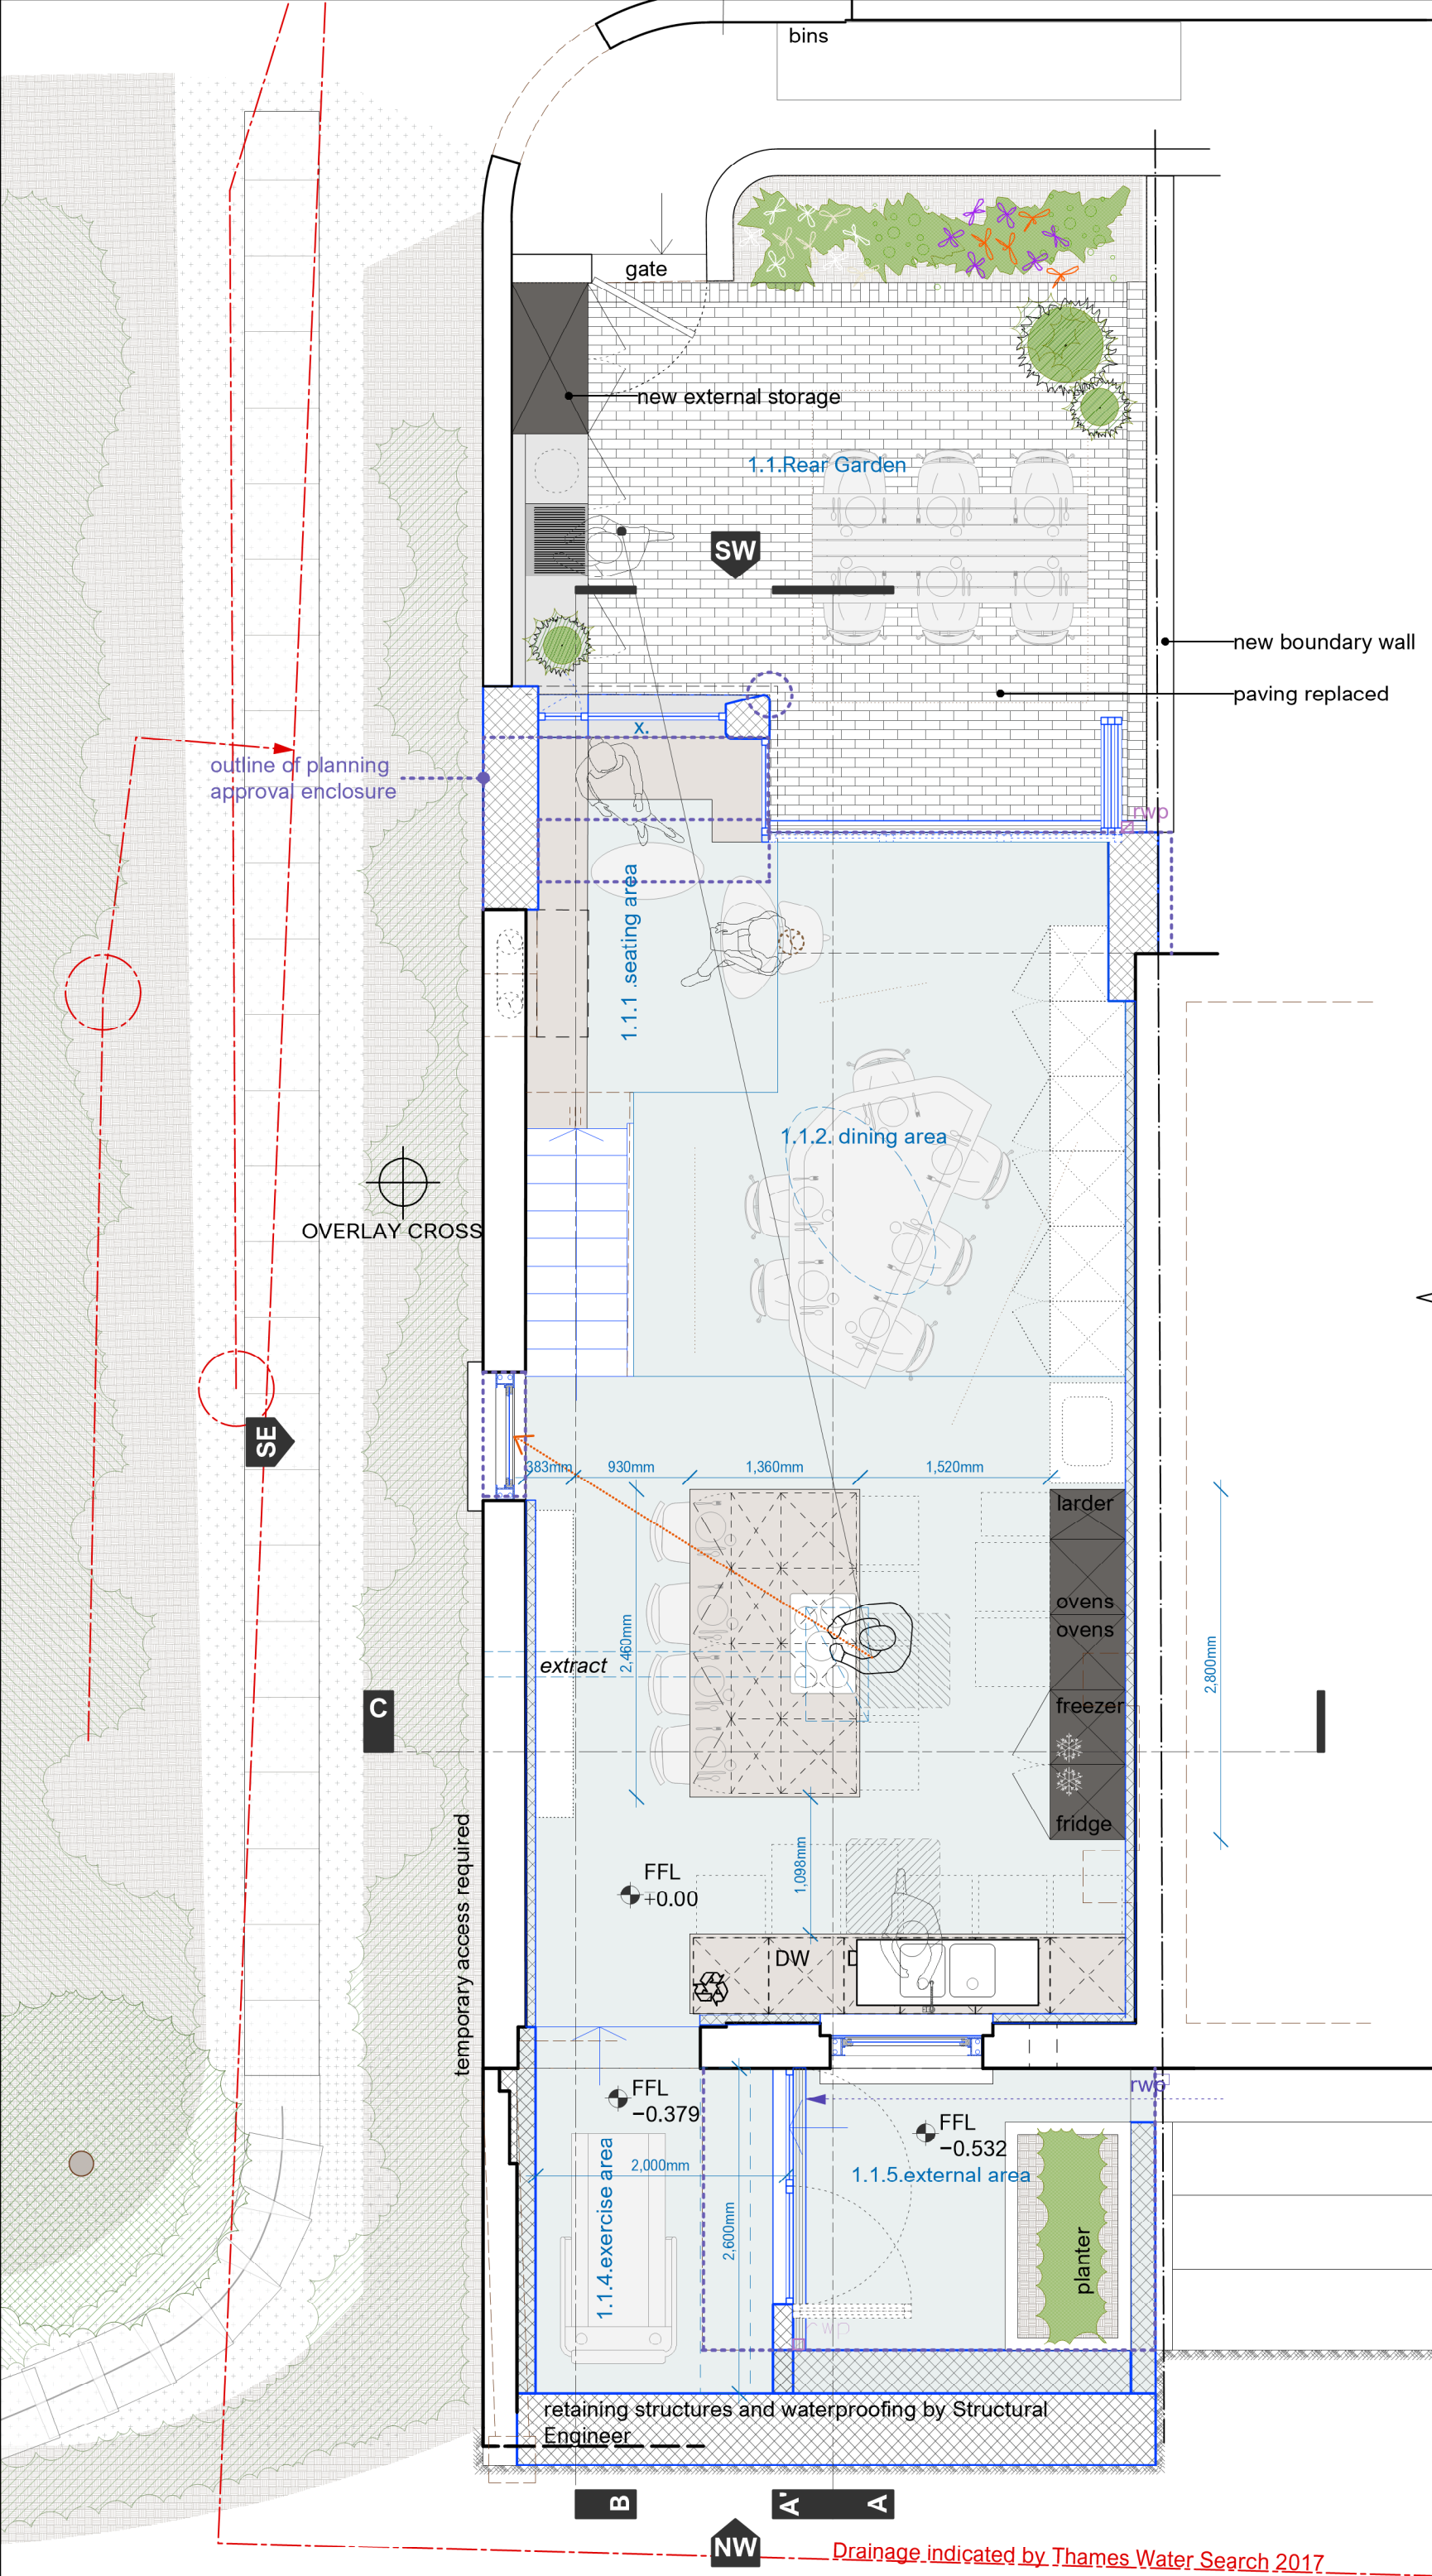 bins
gate
new external storage
1.1.Rear Garden
SW
new boundary wall
paving replaced
x.
outline of planning
approval enclosure
rwp
1.1.1 .seating area
1.1.2. dining area
OVERLAY CROSS
SE
383mm
930mm
1,360mm
1,520mm
larder
ovens
ovens
2,460mm
extract
2,800mm
freezer
C
fridge
1,098mm
temporary access required
FFL
+0.00
DW
D
FFL
−0.379
rwp
FFL
−0.532
2,000mm
1.1.5.external area
1.1.4.exercise area
2,600mm
planter
rwp
retaining structures and waterproofing by Structural
Engineer
B
A'
A
NW
Drainage indicated by Thames Water Search 2017